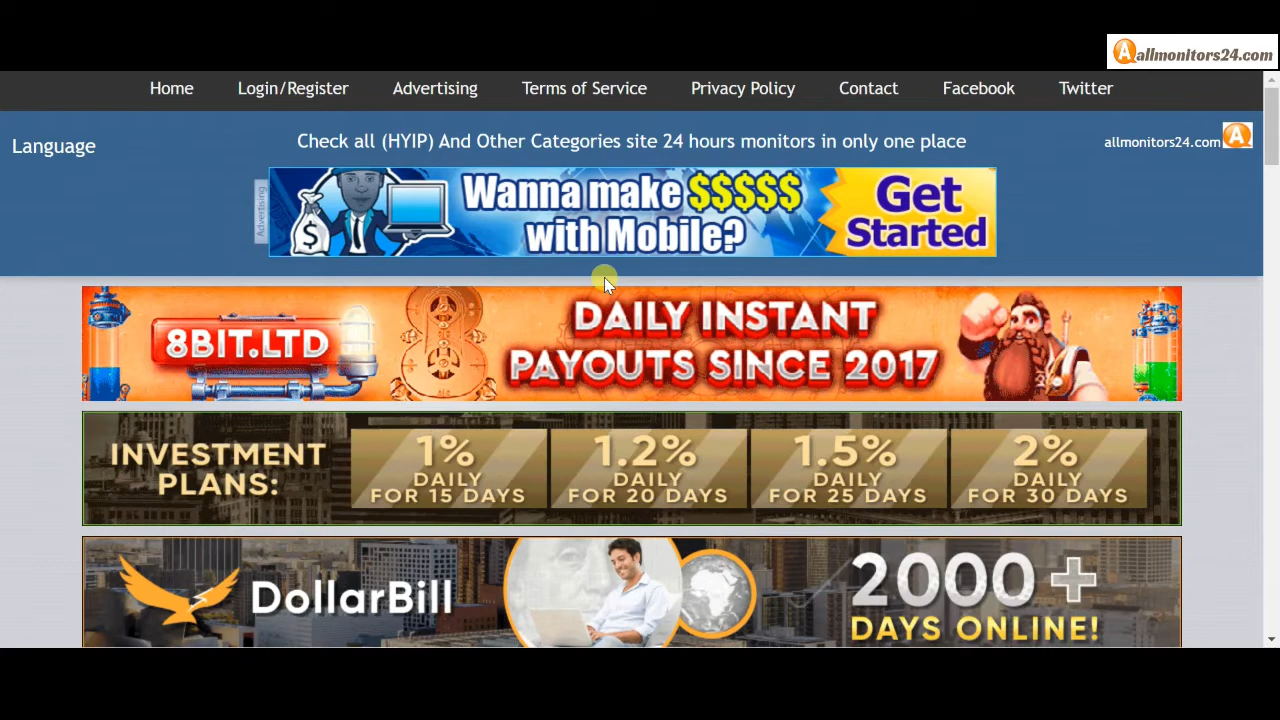 allmonitors24.com
Home Login/Register Advertising Terms of Service Privacy Policy Contact Facebook Twitter
Language
Check all (HYIP) And Other Categories site 24 hours monitors in only one place
allmonitors24.com
Advertising
Wanna make $$$$$
with Mobile?
Get
Started
8BIT.LTD
DAILY INSTANT
PAYOUTS SINCE 2017
INVESTMENT
PLANS:
1%
DAILY
FOR 15 DAYS
1.2%
DAILY
FOR 20 DAYS
1.5%
DAILY
FOR 25 DAYS
2%
DAILY
FOR 30 DAYS
DollarBill
2000+
DAYS ONLINE!